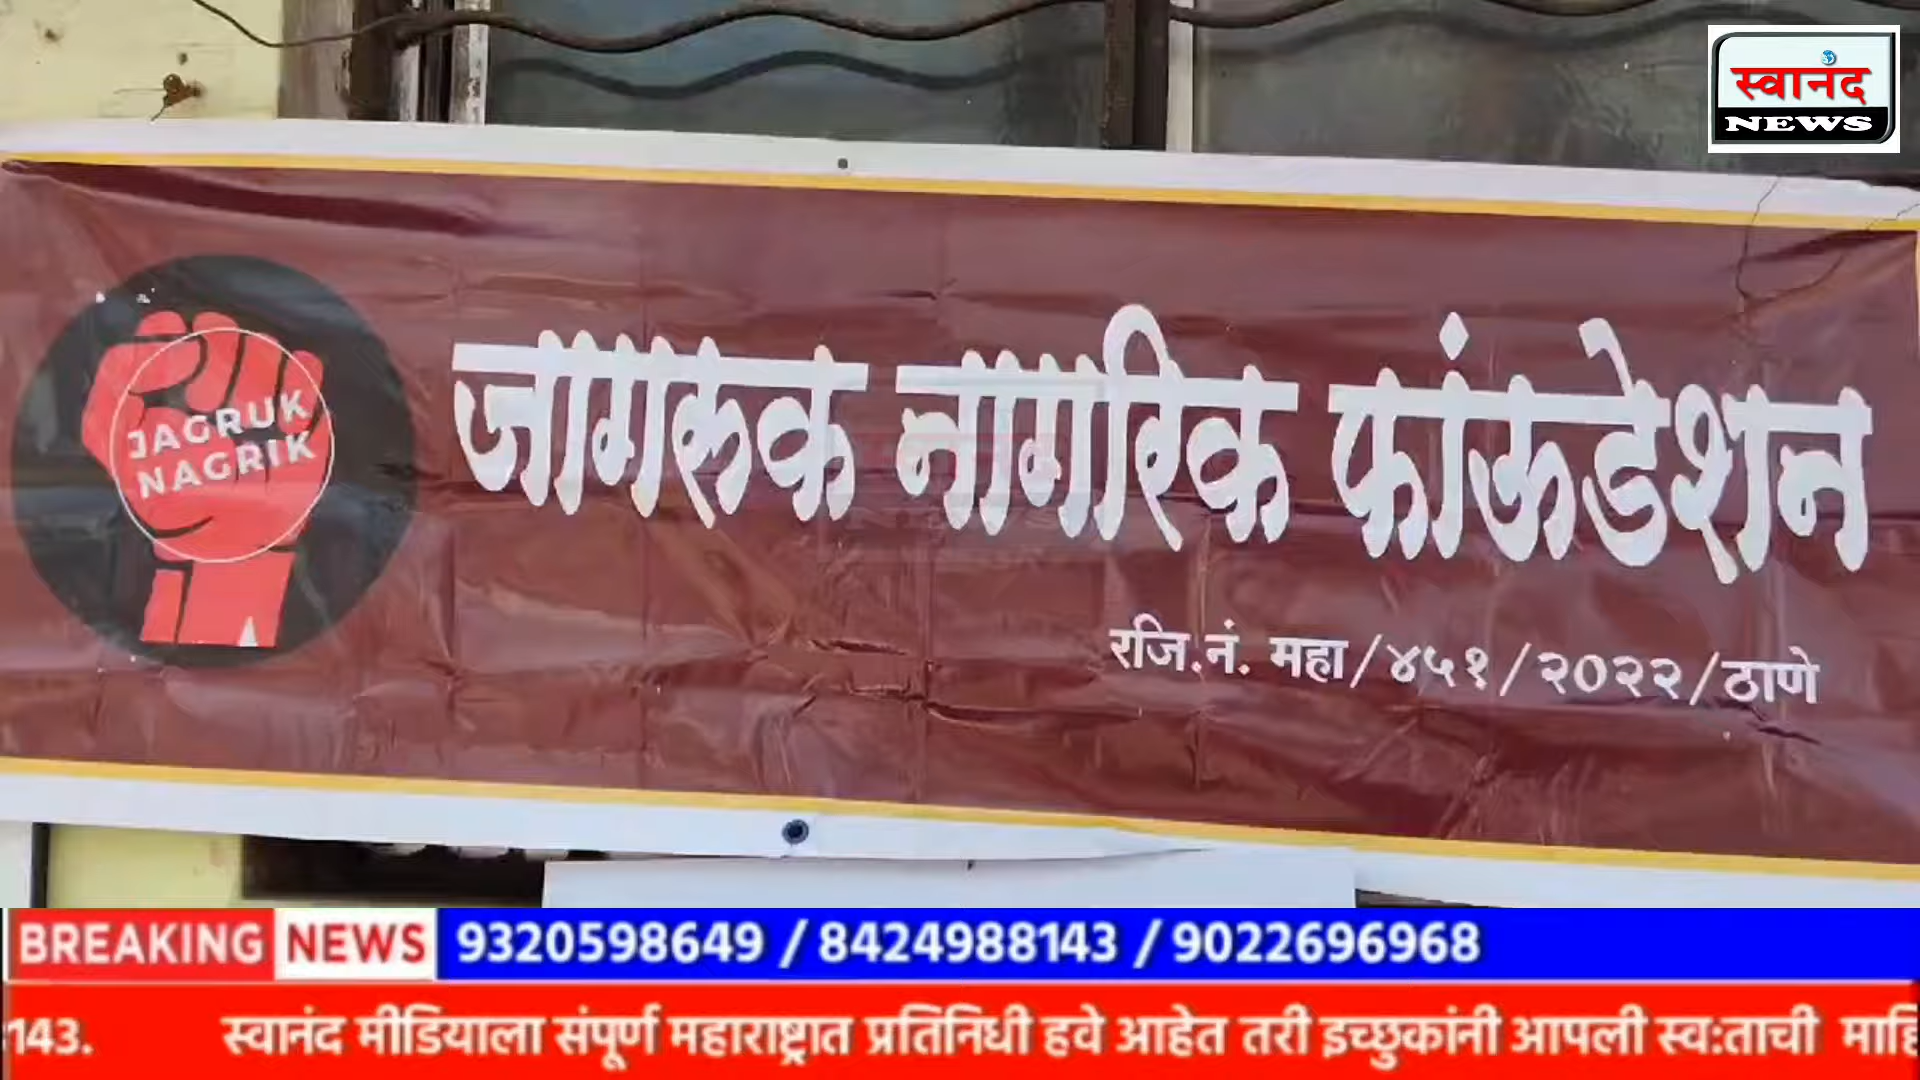 स्वानंद
NEWS
JAGRUK
NAGRIK
जागरुक नागरिक फांऊडेशन
रजि.नं. महा/४५१/२०२२/ठाणे
BREAKING NEWS 9320598649 / 8424988143 / 9022696968
143. स्वानंद मीडियाला संपूर्ण महाराष्ट्रात प्रतिनिधी हवे आहेत तरी इच्छुकांनी आपली स्व:ताची